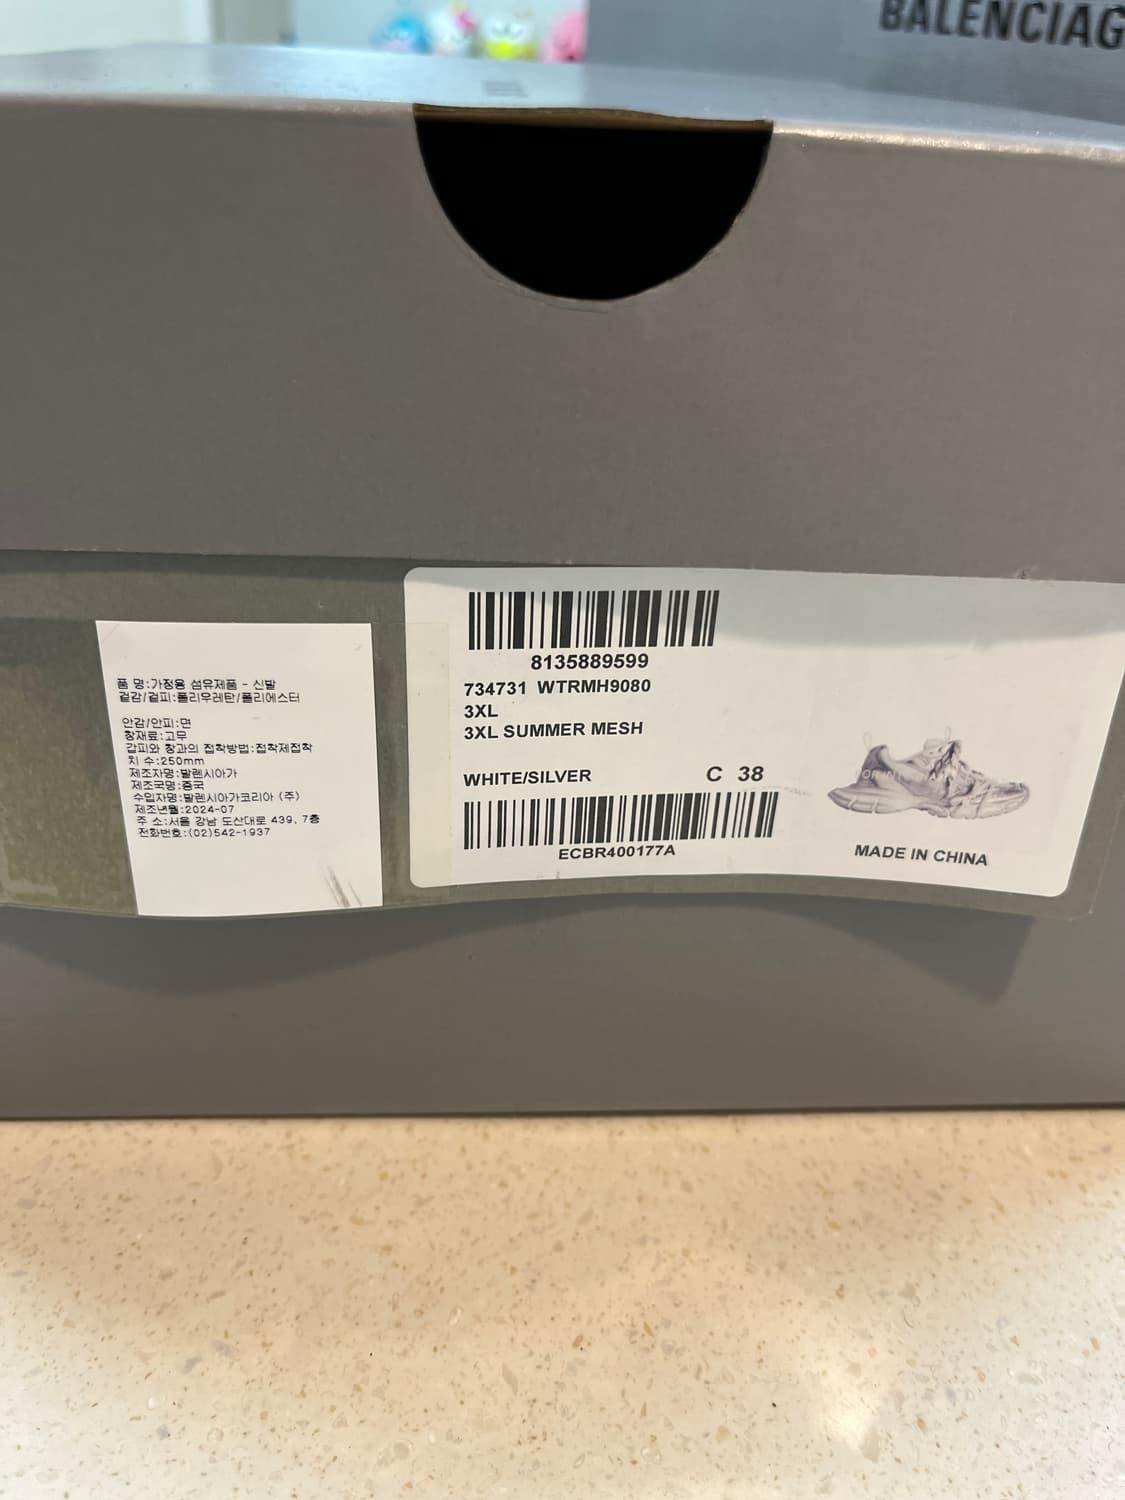 BALENCIAG
품 명:가정용 섬유제품 - 신발
겉감/겉피:폴리우레탄/폴리에스터
안감/안피:면
창재료:고무
갑피와 창과의 접착방법:접착제접착
치 수:250mm
제조자명:발렌시아가
제조국명:중국
수입자명:발렌시아가코리아 (주)
제조년월:2024-07
주 소:서울 강남 도산대로 439, 7층
전화번호:(02)542-1937
8135889599
734731 WTRMH9080
3XL
3XL SUMMER MESH
WHITE/SILVER C 38
ECBR400177A
MADE IN CHINA